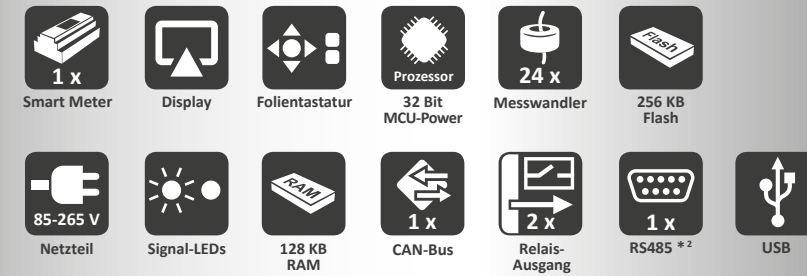 1 x
Smart Meter
Display
Folientastatur
Prozessor
32 Bit
MCU-Power
24 x
Messwandler
Flash
256 KB
Flash
85-265 V
Netzteil
Signal-LEDs
RAM
128 KB
RAM
1 x
CAN-Bus
2 x
Relais-
Ausgang
1 x
RS485 *²
USB